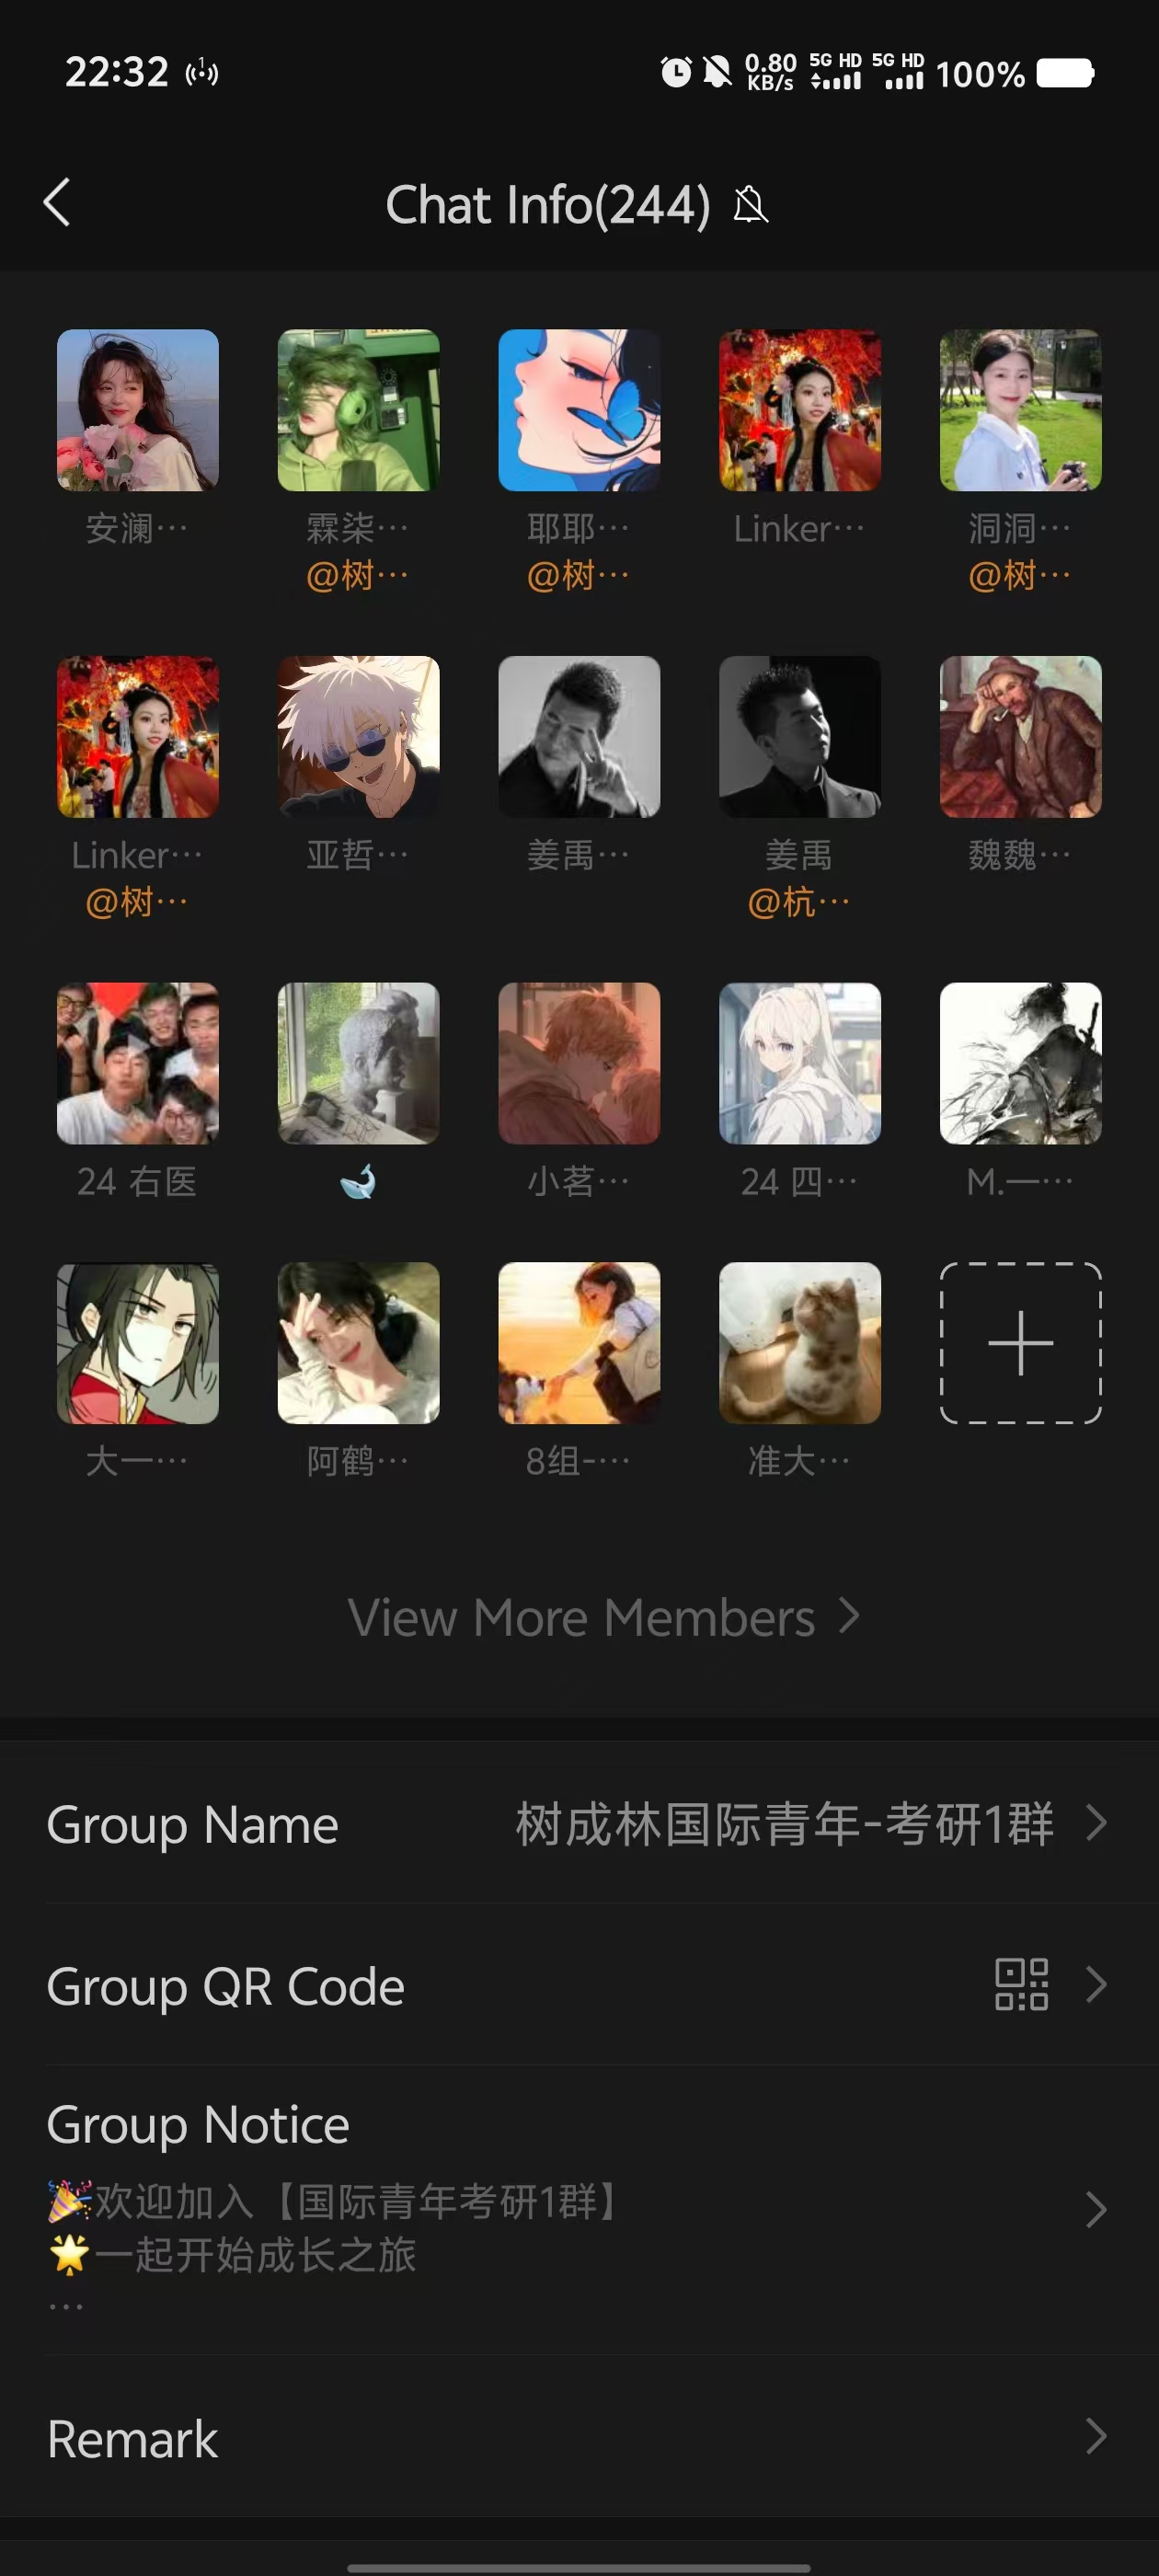 22:32
0.80 KB/s 5G HD 5G HD 100%
Chat Info(244)
安澜… 霖柒… 耶耶… Linker… 洞洞…
@树… @树… @树…
Linker… 亚哲… 姜禹… 姜禹 魏魏…
@树… @杭…
24 右医 小茗… 24 四… M.一…
大一… 阿鹤… 8组-… 准大…
View More Members
Group Name 树成林国际青年-考研1群
Group QR Code
Group Notice
🎉欢迎加入【国际青年考研1群】
🌟一起开始成长之旅
…
Remark